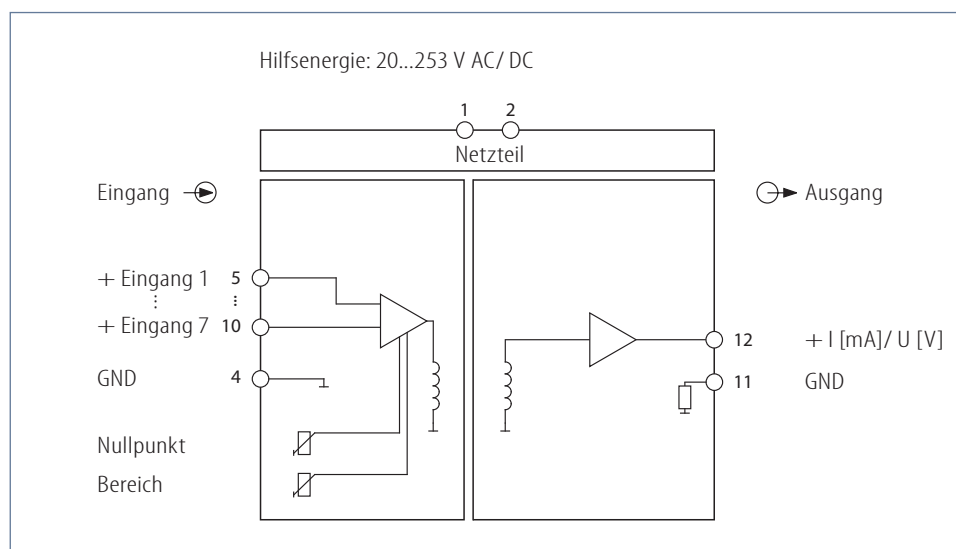 Hilfsenergie: 20...253 V AC/ DC
1 2
Netzteil
Eingang Ausgang
+ Eingang 1 5
⋮ ⋮
+ Eingang 7 10
12 + I [mA]/ U [V]
GND 4
11 GND
Nullpunkt
Bereich